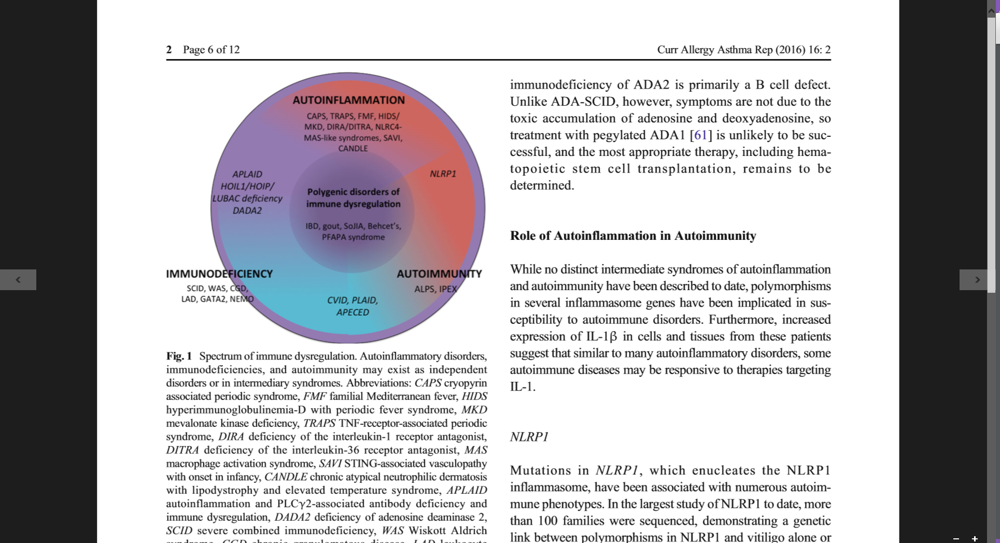 2 Page 6 of 12
Curr Allergy Asthma Rep (2016) 16: 2
AUTOINFLAMMATION
CAPS, TRAPS, FMF, HIDS/
MKD, DIRA/DITRA, NLRC4-
MAS-like syndromes, SAVI,
CANDLE
NLRP1
APLAID
HOIL1/HOIP/
LUBAC deficiency
DADA2
Polygenic disorders of
immune dysregulation
IBD, gout, SoJIA, Behcet's,
PFAPA syndrome
IMMUNODEFICIENCY
SCID, WAS, CGD,
LAD, GATA2, NEMO
AUTOIMMUNITY
ALPS, IPEX
CVID, PLAID,
APECED
Fig. 1 Spectrum of immune dysregulation. Autoinflammatory disorders,
immunodeficiencies, and autoimmunity may exist as independent
disorders or in intermediary syndromes. Abbreviations: CAPS cryopyrin
associated periodic syndrome, FMF familial Mediterranean fever, HIDS
hyperimmunoglobulinemia-D with periodic fever syndrome, MKD
mevalonate kinase deficiency, TRAPS TNF-receptor-associated periodic
syndrome, DIRA deficiency of the interleukin-1 receptor antagonist,
DITRA deficiency of the interleukin-36 receptor antagonist, MAS
macrophage activation syndrome, SAVI STING-associated vasculopathy
with onset in infancy, CANDLE chronic atypical neutrophilic dermatosis
with lipodystrophy and elevated temperature syndrome, APLAID
autoinflammation and PLCγ2-associated antibody deficiency and
immune dysregulation, DADA2 deficiency of adenosine deaminase 2,
SCID severe combined immunodeficiency, WAS Wiskott Aldrich
syndrome, CGD chronic granulomatous disease, LAD leukocyte
immunodeficiency of ADA2 is primarily a B cell defect.
Unlike ADA-SCID, however, symptoms are not due to the
toxic accumulation of adenosine and deoxyadenosine, so
treatment with pegylated ADA1 [61] is unlikely to be suc-
cessful, and the most appropriate therapy, including hema-
topoietic stem cell transplantation, remains to be
determined.
Role of Autoinflammation in Autoimmunity
While no distinct intermediate syndromes of autoinflammation
and autoimmunity have been described to date, polymorphisms
in several inflammasome genes have been implicated in sus-
ceptibility to autoimmune disorders. Furthermore, increased
expression of IL-1β in cells and tissues from these patients
suggest that similar to many autoinflammatory disorders, some
autoimmune diseases may be responsive to therapies targeting
IL-1.
NLRP1
Mutations in NLRP1, which enucleates the NLRP1
inflammasome, have been associated with numerous autoim-
mune phenotypes. In the largest study of NLRP1 to date, more
than 100 families were sequenced, demonstrating a genetic
link between polymorphisms in NLRP1 and vitiligo alone or